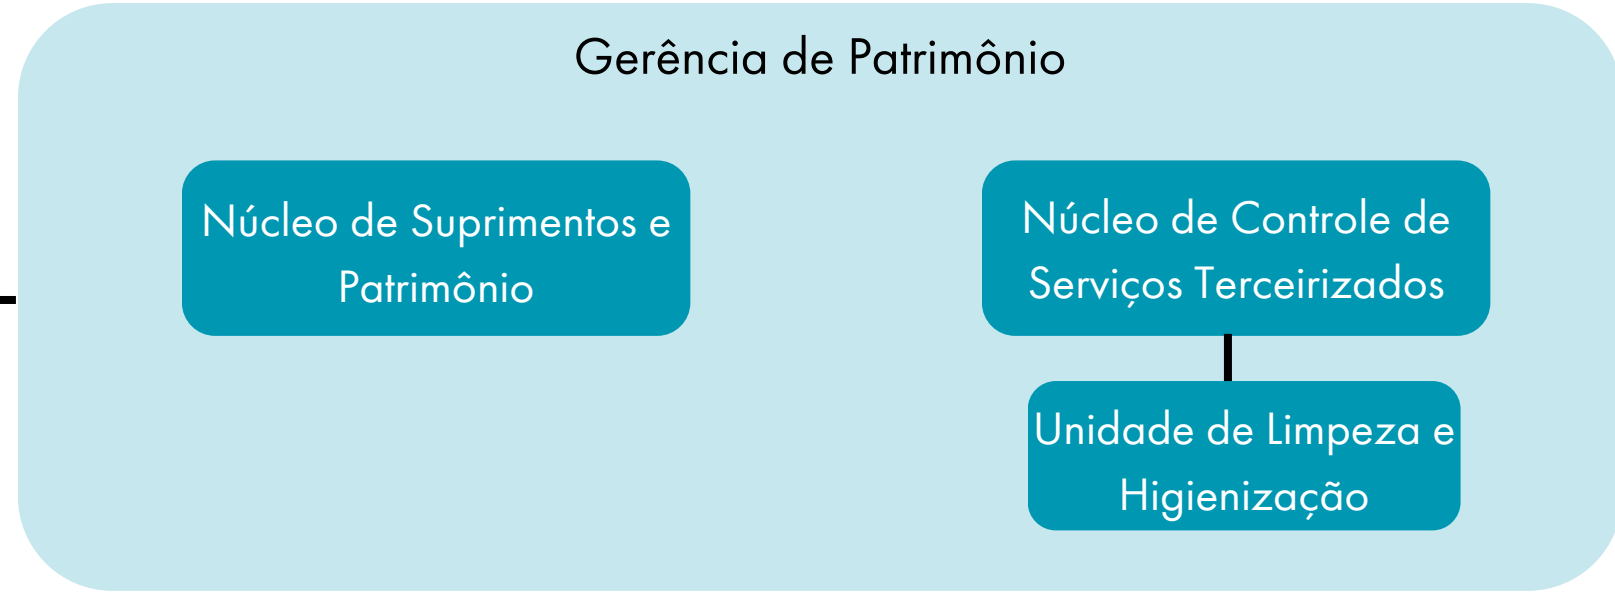 Gerência de Patrimônio
Núcleo de Suprimentos e
Patrimônio
Núcleo de Controle de
Serviços Terceirizados
Unidade de Limpeza e
Higienização